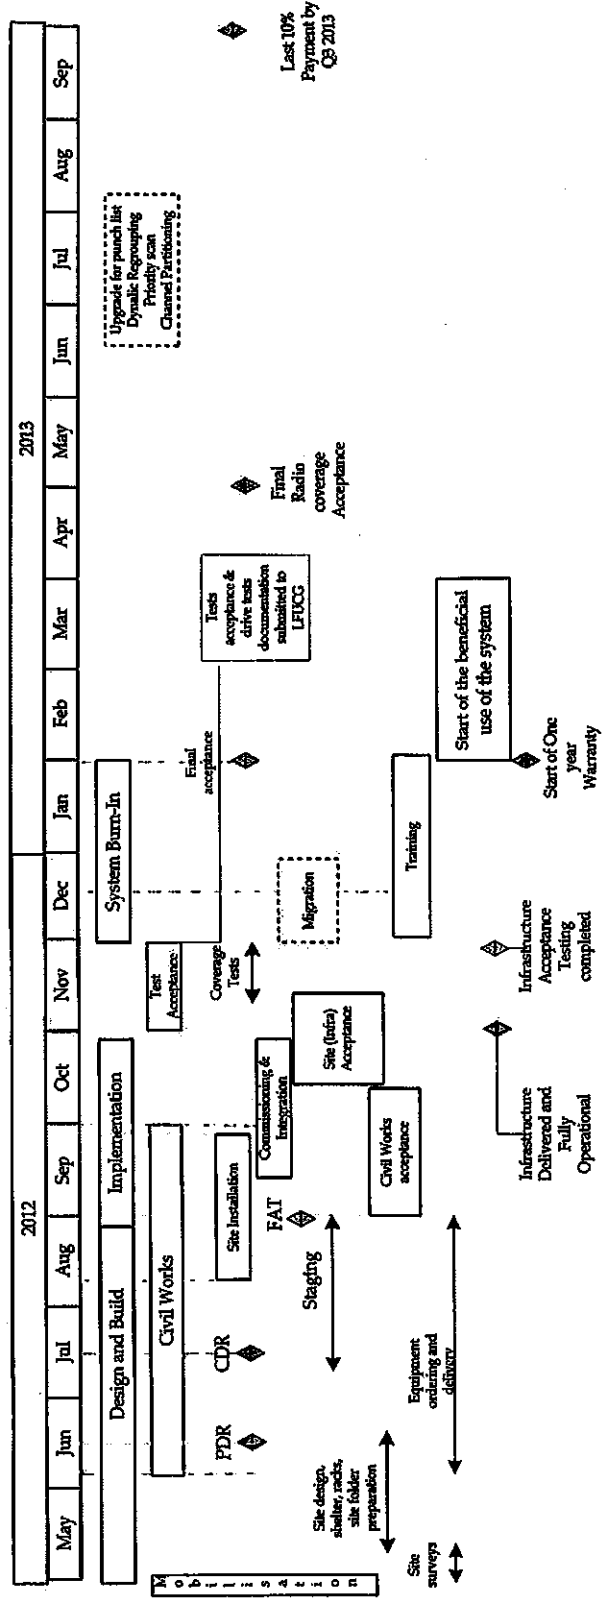 2012
2013
May
Jun
Jul
Aug
Sep
Oct
Nov
Dec
Jan
Feb
Mar
Apr
May
Jun
Jul
Aug
Sep
Design and Build
Implementation
System Burn-In
Upgrade for punch list
Dynalic Regrouping
Priority scan
Channel Partitioning
Mobilisation
Civil Works
Test
Acceptance
PDR
CDR
Site Installation
Coverage
Tests
Final
acceptance
Tests
acceptance &
drive tests
documentation
submitted to
LFUCG
Final
Radio
coverage
Acceptance
Last 10%
Payment by
Q3 2013
FAT
Commissioning &
Integration
Staging
Site (Infra)
Acceptance
Migration
Site design,
shelter, racks,
site folder
preparation
Civil Works
acceptance
Training
Site
surveys
Equipment
ordering and
delivery
Start of the beneficial
use of the system
Infrastructure
Delivered and
Fully
Operational
Infrastructure
Acceptance
Testing
completed
Start of One
year
Warranty